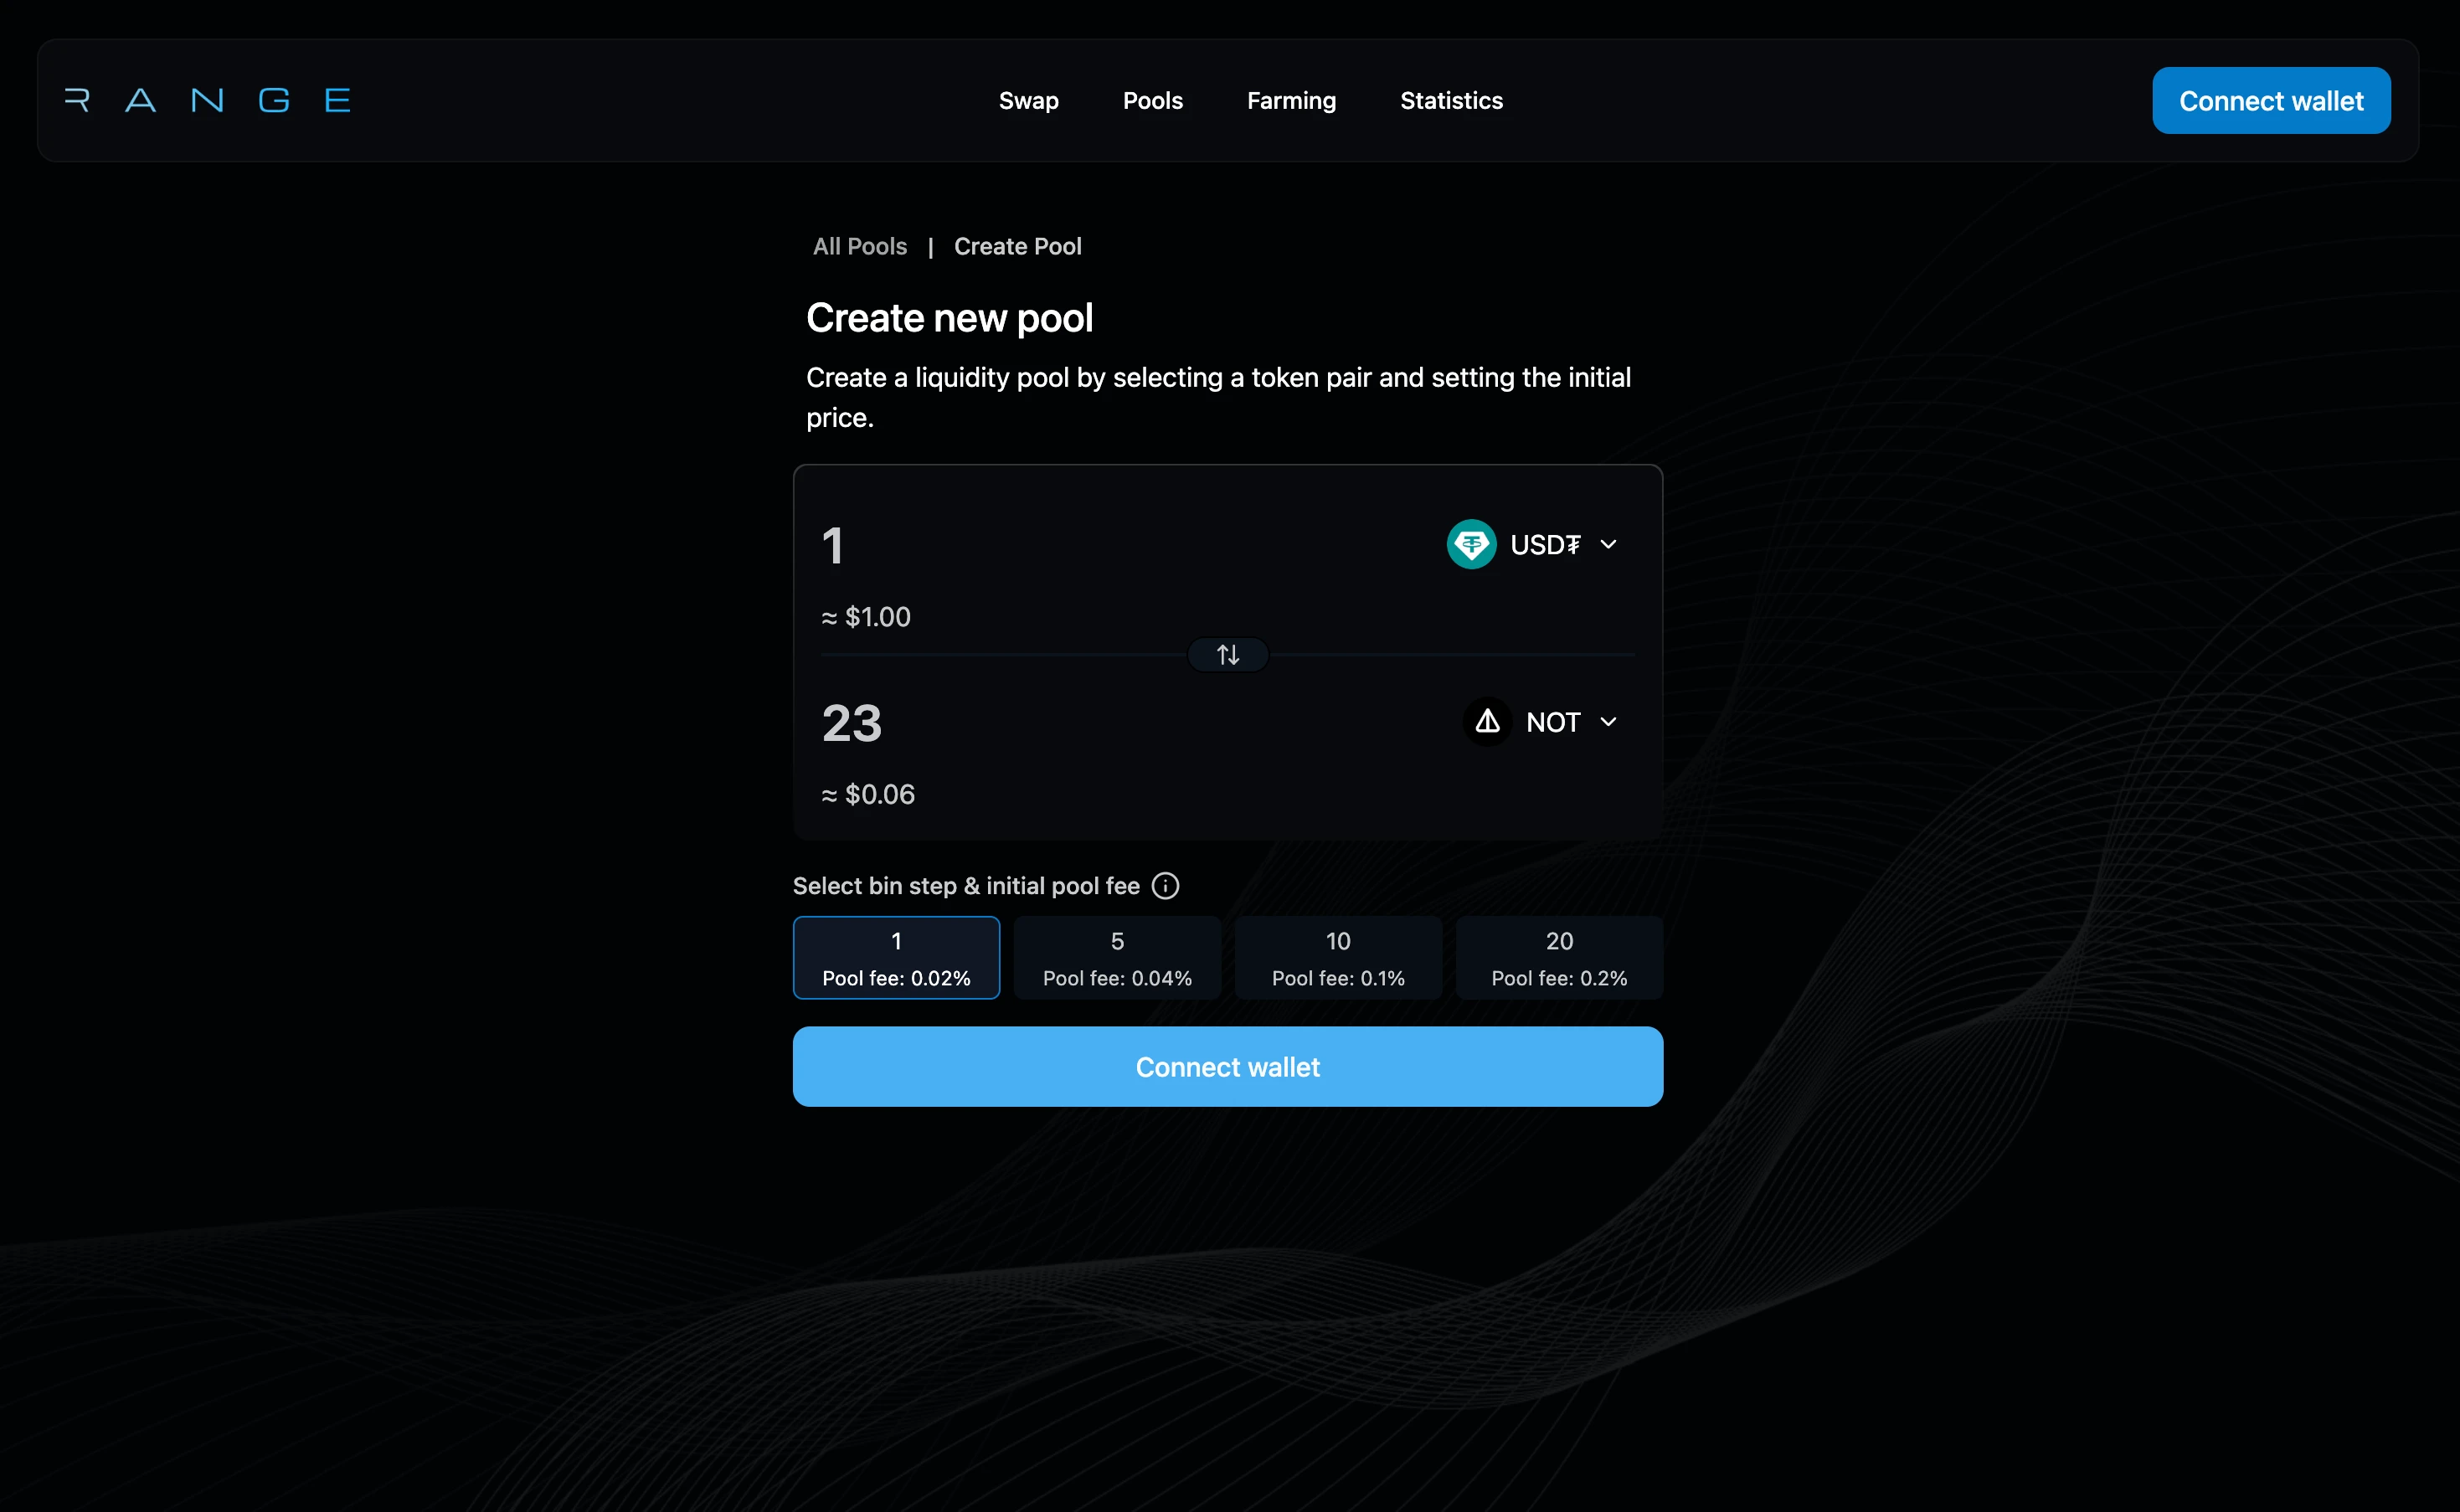 RANGE
Swap Pools Farming Statistics
Connect wallet
All Pools | Create Pool
Create new pool
Create a liquidity pool by selecting a token pair and setting the initial
price.
1 USD₮
≈ $1.00
23 NOT
≈ $0.06
Select bin step & initial pool fee
1 5 10 20
Pool fee: 0.02% Pool fee: 0.04% Pool fee: 0.1% Pool fee: 0.2%
Connect wallet